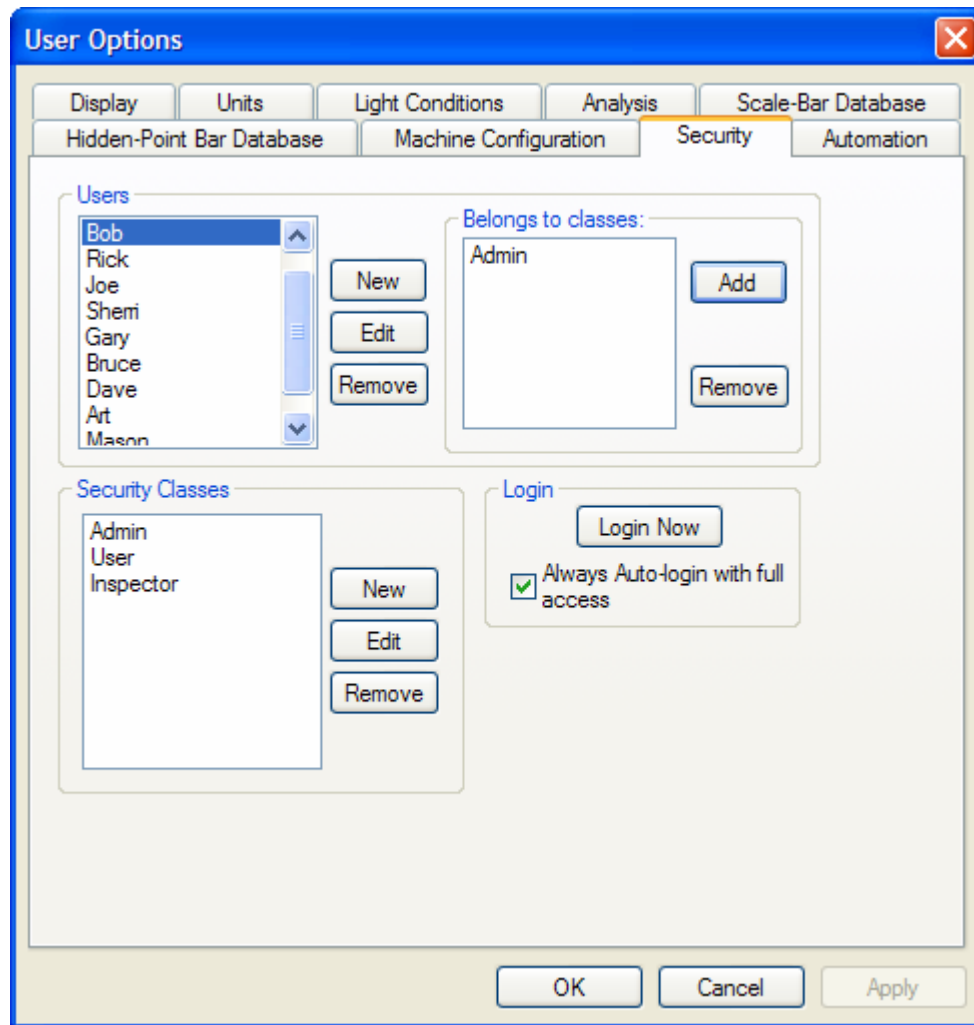 User Options
Display Units Light Conditions Analysis Scale-Bar Database
Hidden-Point Bar Database Machine Configuration Security Automation
Users
Bob
Rick
Joe
Sherri
Gary
Bruce
Dave
Art
Mason
New
Edit
Remove
Belongs to classes:
Admin
Add
Remove
Security Classes
Admin
User
Inspector
New
Edit
Remove
Login
Login Now
Always Auto-login with full
access
OK Cancel Apply